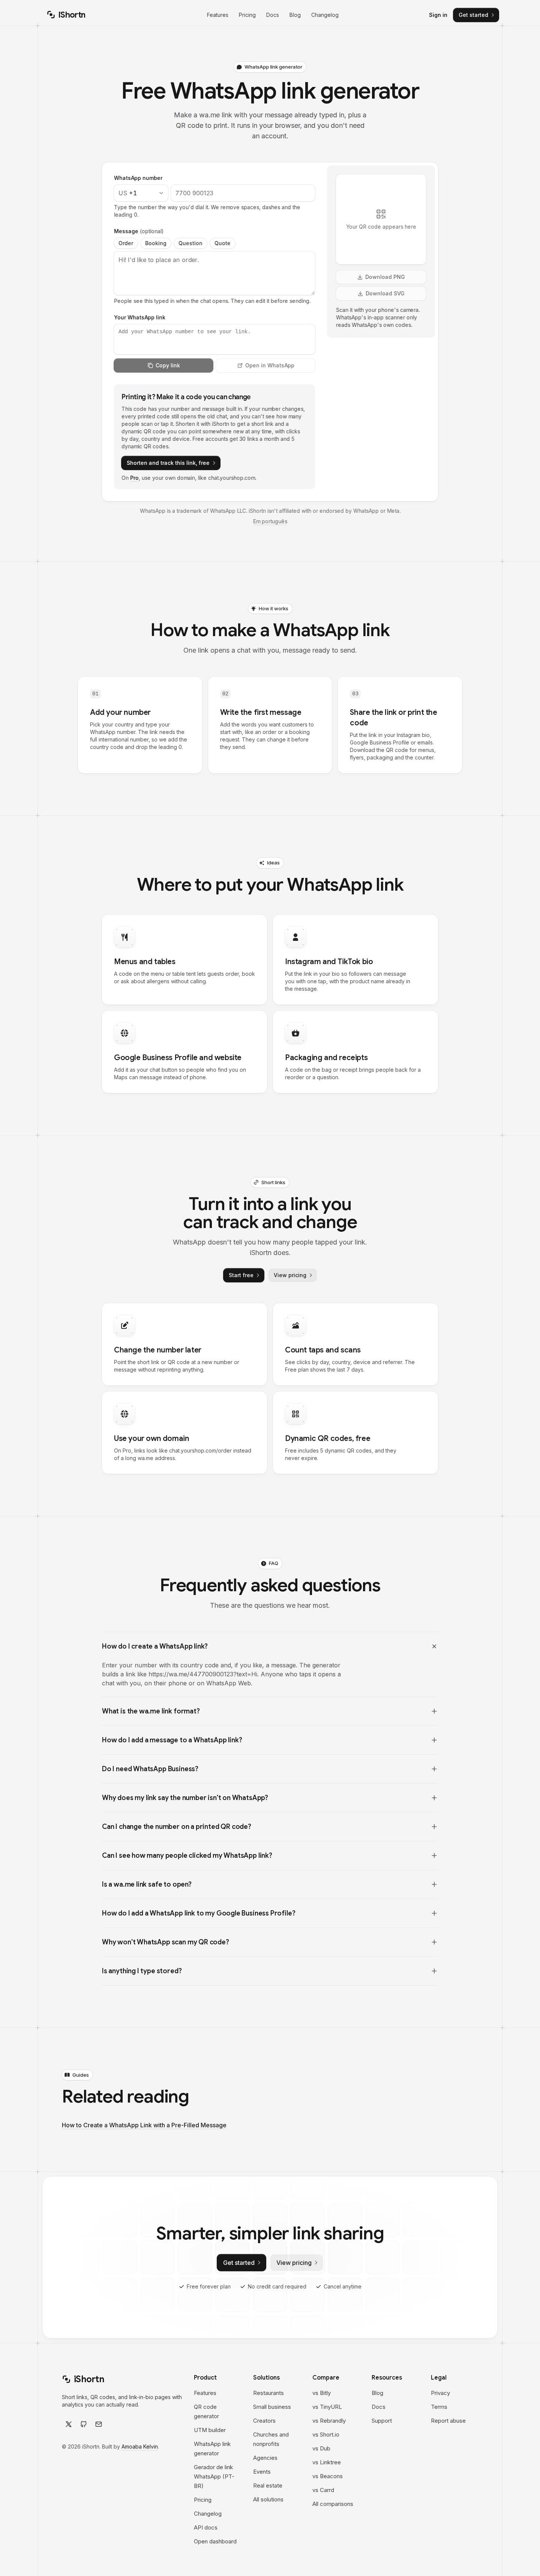 iShortn
Features
Pricing
Docs
Blog
Changelog
Sign in
Get started
WhatsApp link generator
Free WhatsApp link generator
Make a wa.me link with your message already typed in, plus a
QR code to print. It runs in your browser, and you don't need
an account.
WhatsApp number
US +1
7700 900123
Type the number the way you'd dial it. We remove spaces, dashes and the
leading 0.
Message (optional)
Order
Booking
Question
Quote
Hi! I'd like to place an order.
People see this typed in when the chat opens. They can edit it before sending.
Your WhatsApp link
Add your WhatsApp number to see your link.
Copy link
Open in WhatsApp
Your QR code appears here
Download PNG
Download SVG
Scan it with your phone's camera.
WhatsApp's in-app scanner only
reads WhatsApp's own codes.
Printing it? Make it a code you can change
This code has your number and message built in. If your number changes,
every printed code still opens the old chat, and you can't see how many
people scan or tap it. Shorten it with iShortn to get a short link and a
dynamic QR code you can point somewhere new at any time, with clicks
by day, country and device. Free accounts get 30 links a month and 5
dynamic QR codes.
Shorten and track this link, free
On Pro, use your own domain, like chat.yourshop.com.
WhatsApp is a trademark of WhatsApp LLC. iShortn isn't affiliated with or endorsed by WhatsApp or Meta.
Em português
How it works
How to make a WhatsApp link
One link opens a chat with you, message ready to send.
01
Add your number
Pick your country and type your
WhatsApp number. The link needs the
full international number, so we add the
country code and drop the leading 0.
02
Write the first message
Add the words you want customers to
start with, like an order or a booking
request. They can change it before
they send.
03
Share the link or print the
code
Put the link in your Instagram bio,
Google Business Profile or emails.
Download the QR code for menus,
flyers, packaging and the counter.
Ideas
Where to put your WhatsApp link
Menus and tables
A code on the menu or table tent lets guests order, book
or ask about allergens without calling.
Instagram and TikTok bio
Put the link in your bio so followers can message
you with one tap, with the product name already in
the message.
Google Business Profile and website
Add it as your chat button so people who find you on
Maps can message instead of phone.
Packaging and receipts
A code on the bag or receipt brings people back for a
reorder or a question.
Short links
Turn it into a link you
can track and change
WhatsApp doesn't tell you how many people tapped your link.
iShortn does.
Start free
View pricing
Change the number later
Point the short link or QR code at a new number or
message without reprinting anything.
Count taps and scans
See clicks by day, country, device and referrer. The
Free plan shows the last 7 days.
Use your own domain
On Pro, links look like chat.yourshop.com/order instead
of a long wa.me address.
Dynamic QR codes, free
Free includes 5 dynamic QR codes, and they
never expire.
FAQ
Frequently asked questions
These are the questions we hear most.
How do I create a WhatsApp link?
Enter your number with its country code and, if you like, a message. The generator
builds a link like https://wa.me/447700900123?text=Hi. Anyone who taps it opens a
chat with you, on their phone or on WhatsApp Web.
What is the wa.me link format?
How do I add a message to a WhatsApp link?
Do I need WhatsApp Business?
Why does my link say the number isn't on WhatsApp?
Can I change the number on a printed QR code?
Can I see how many people clicked my WhatsApp link?
Is a wa.me link safe to open?
How do I add a WhatsApp link to my Google Business Profile?
Why won't WhatsApp scan my QR code?
Is anything I type stored?
Guides
Related reading
How to Create a WhatsApp Link with a Pre-Filled Message
Smarter, simpler link sharing
Get started
View pricing
Free forever plan
No credit card required
Cancel anytime
iShortn
Short links, QR codes, and link-in-bio pages with
analytics you can actually read.
© 2026 iShortn. Built by Amoaba Kelvin.
Product
Features
QR code
generator
UTM builder
WhatsApp link
generator
Gerador de link
WhatsApp (PT-
BR)
Pricing
Changelog
API docs
Open dashboard
Solutions
Restaurants
Small business
Creators
Churches and
nonprofits
Agencies
Events
Real estate
All solutions
Compare
vs Bitly
vs TinyURL
vs Rebrandly
vs Short.io
vs Dub
vs Linktree
vs Beacons
vs Carrd
All comparisons
Resources
Blog
Docs
Support
Legal
Privacy
Terms
Report abuse